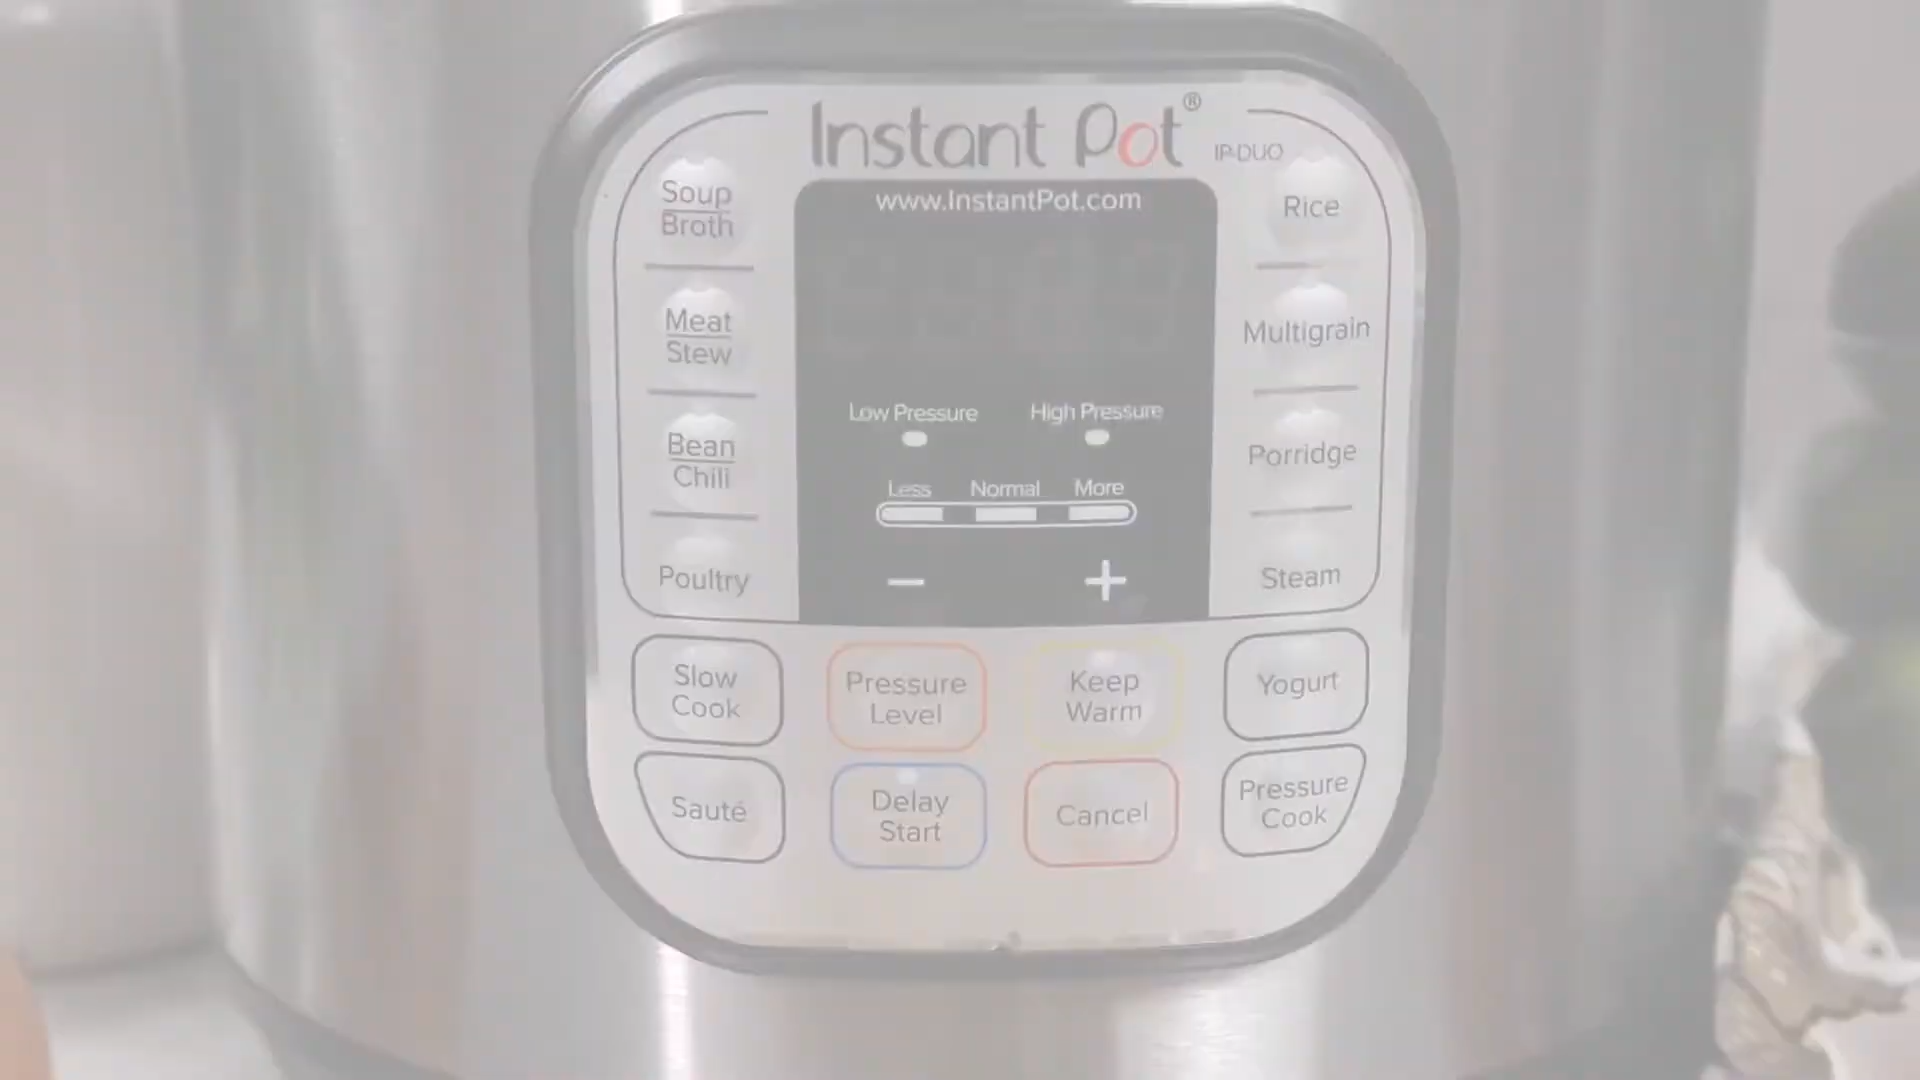 Instant Pot®
IP-DUO
www.InstantPot.com
Soup
Broth
Meat
Stew
Bean
Chili
Poultry
Low Pressure
High Pressure
Less Normal More
− +
Rice
Multigrain
Porridge
Steam
Slow
Cook
Pressure
Level
Keep
Warm
Yogurt
Sauté
Delay
Start
Cancel
Pressure
Cook